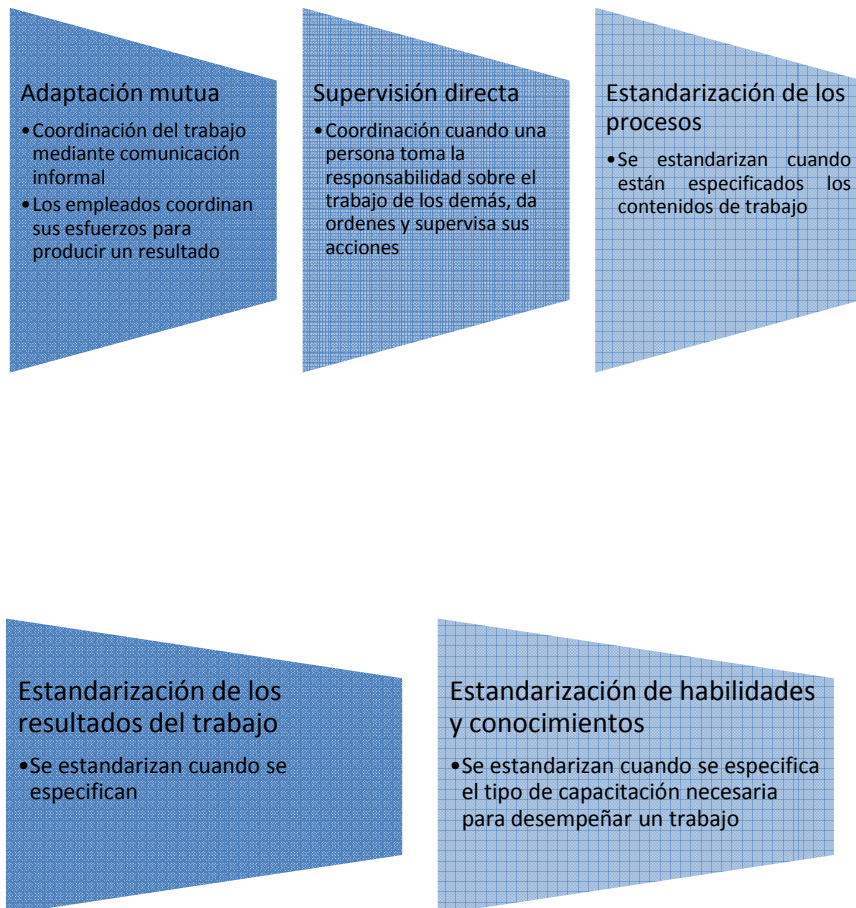 Adaptación mutua
•Coordinación del trabajo
mediante comunicación
informal
•Los empleados coordinan
sus esfuerzos para
producir un resultado
Supervisión directa
•Coordinación cuando una
persona toma la
responsabilidad sobre el
trabajo de los demás, da
ordenes y supervisa sus
acciones
Estandarización de los
procesos
•Se estandarizan cuando
están especificados los
contenidos de trabajo
Estandarización de los
resultados del trabajo
•Se estandarizan cuando se
especifican
Estandarización de habilidades
y conocimientos
•Se estandarizan cuando se especifica
el tipo de capacitación necesaria
para desempeñar un trabajo